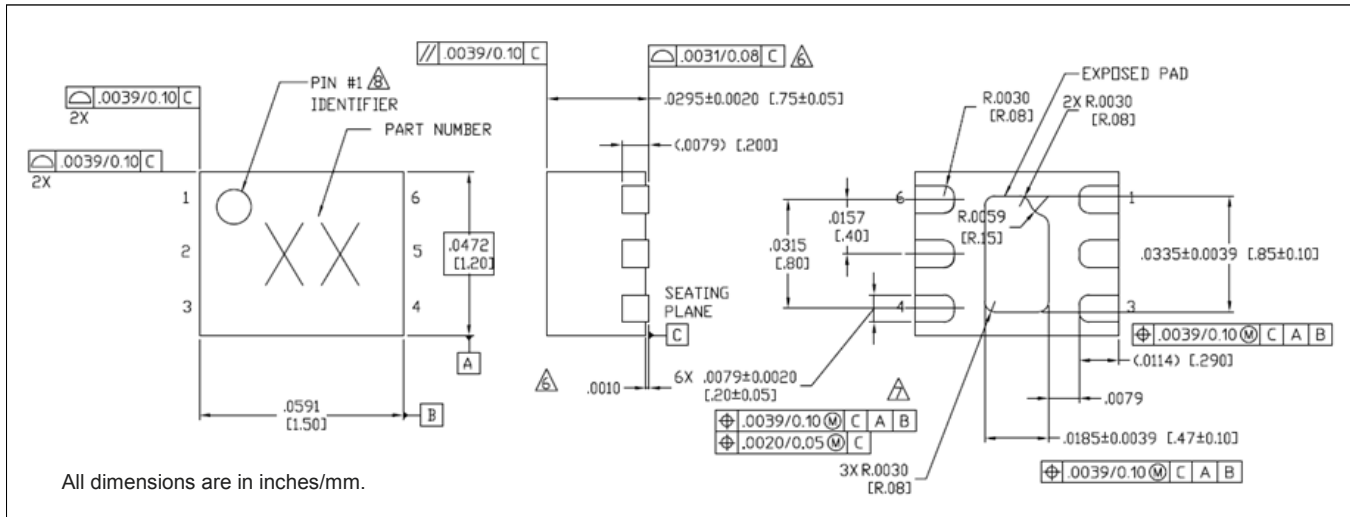 // .0039/0.10 C
⌓ .0031/0.08 C 6
⌓ .0039/0.10 C
2X
PIN #1 8
IDENTIFIER
PART NUMBER
⌓ .0039/0.10 C
2X
1
2
3
XX
6
5
4
.0472
[1.20]
A
.0591
[1.50]
B
All dimensions are in inches/mm.
.0295±0.0020 [.75±0.05]
(.0079) [.200]
SEATING
PLANE
C
6
.0010
EXPOSED PAD
R.0030
[R.08]
2X R.0030
[R.08]
6
4
1
3
R.0059
[R.15]
.0157
[.40]
.0315
[.80]
.0335±0.0039 [.85±0.10]
⌖ .0039/0.10 Ⓜ C A B
(.0114) [.290]
.0079
.0185±0.0039 [.47±0.10]
⌖ .0039/0.10 Ⓜ C A B
6X .0079±0.0020
[.20±0.05]
7
⌖ .0039/0.10 Ⓜ C A B
⌖ .0020/0.05 Ⓜ C
3X R.0030
[R.08]